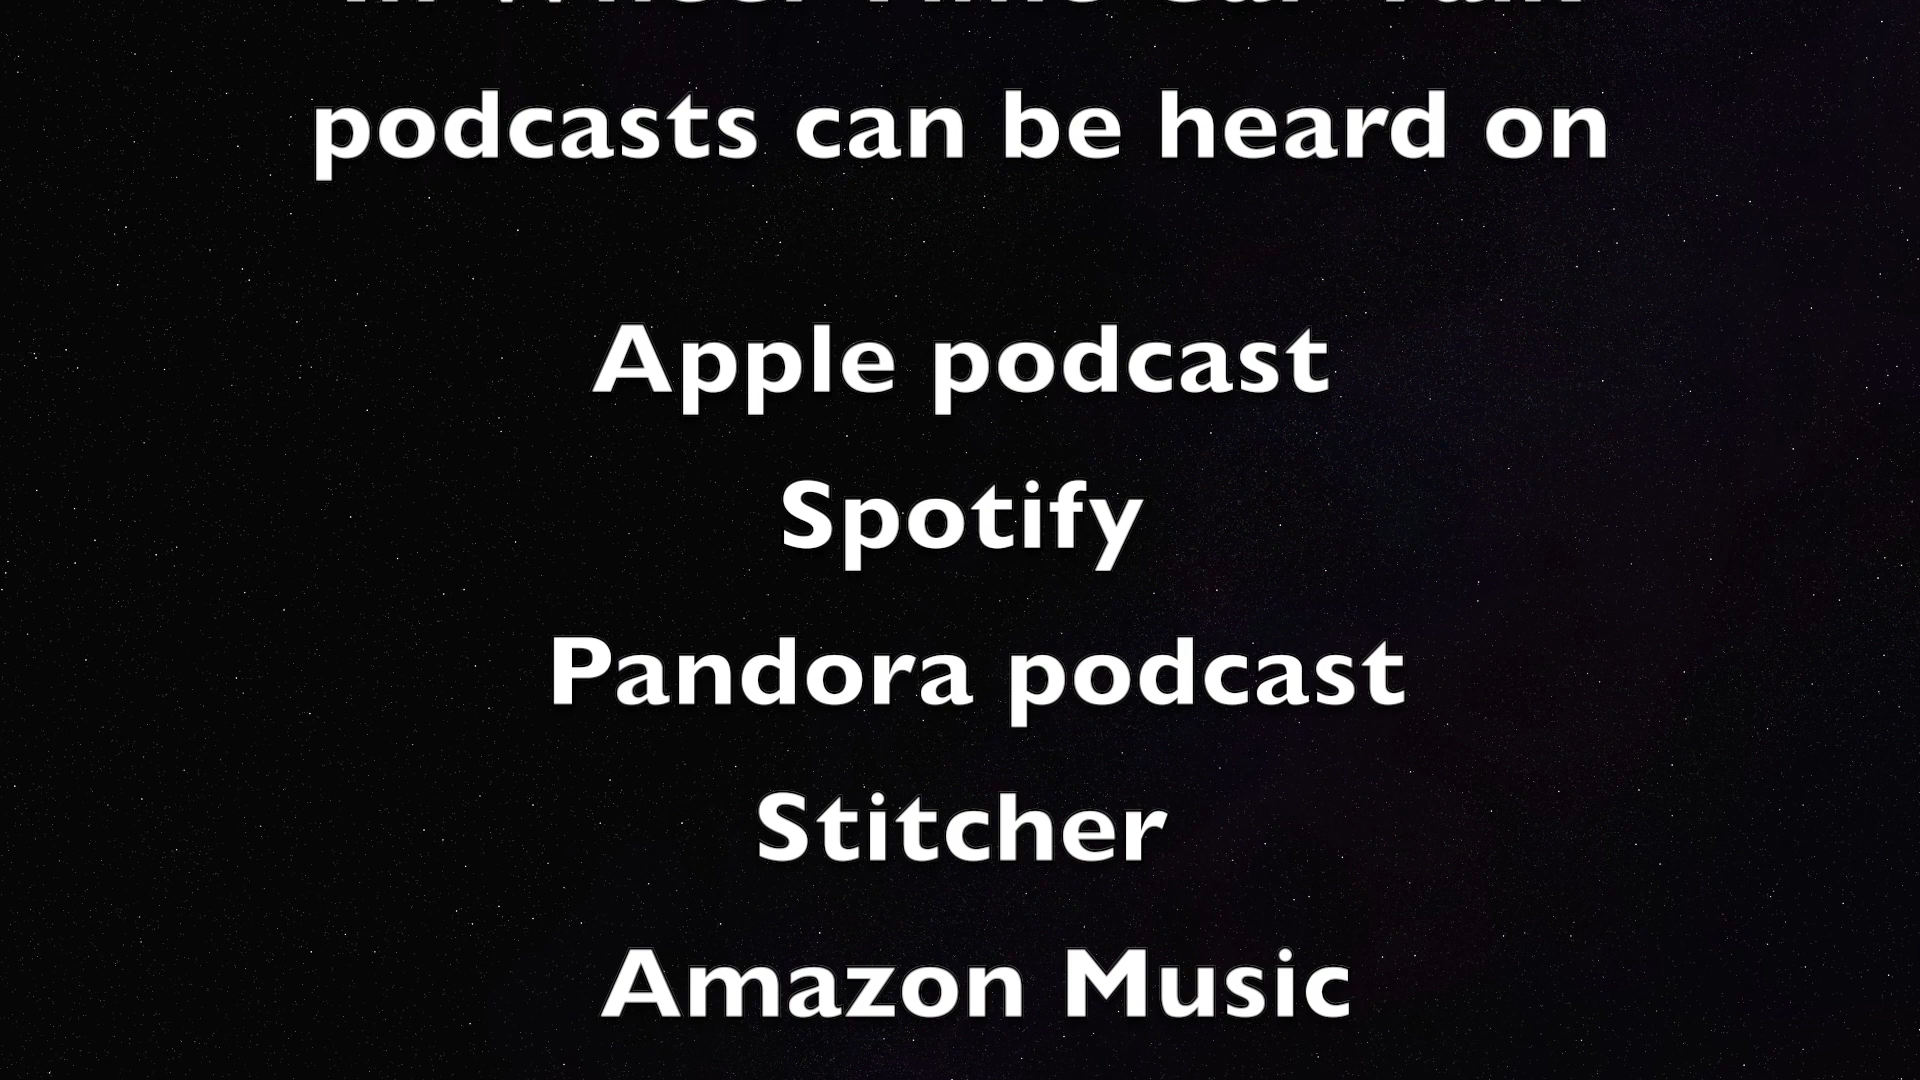 podcasts can be heard on
Apple podcast
Spotify
Pandora podcast
Stitcher
Amazon Music